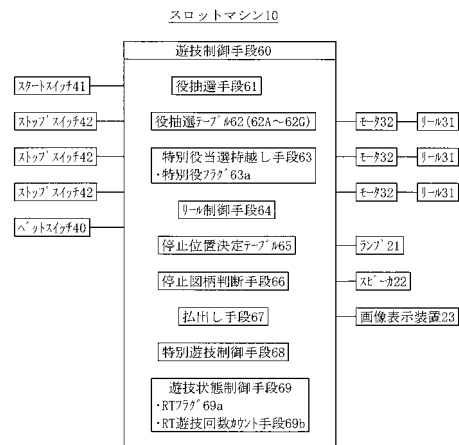 スロットマシン10
遊技制御手段60
スタートスイッチ41
役抽選手段61
ストップスイッチ42
役抽選テーブル62(62A～62G)
モータ32
リール31
ストップスイッチ42
特別役当選持越し手段63
・特別役フラグ63a
モータ32
リール31
ストップスイッチ42
モータ32
リール31
リール制御手段64
ベットスイッチ40
停止位置決定テーブル65
ランプ21
停止図柄判断手段66
スピーカ22
払出し手段67
画像表示装置23
特別遊技制御手段68
遊技状態制御手段69
・RTフラグ69a
・RT遊技回数カウント手段69b